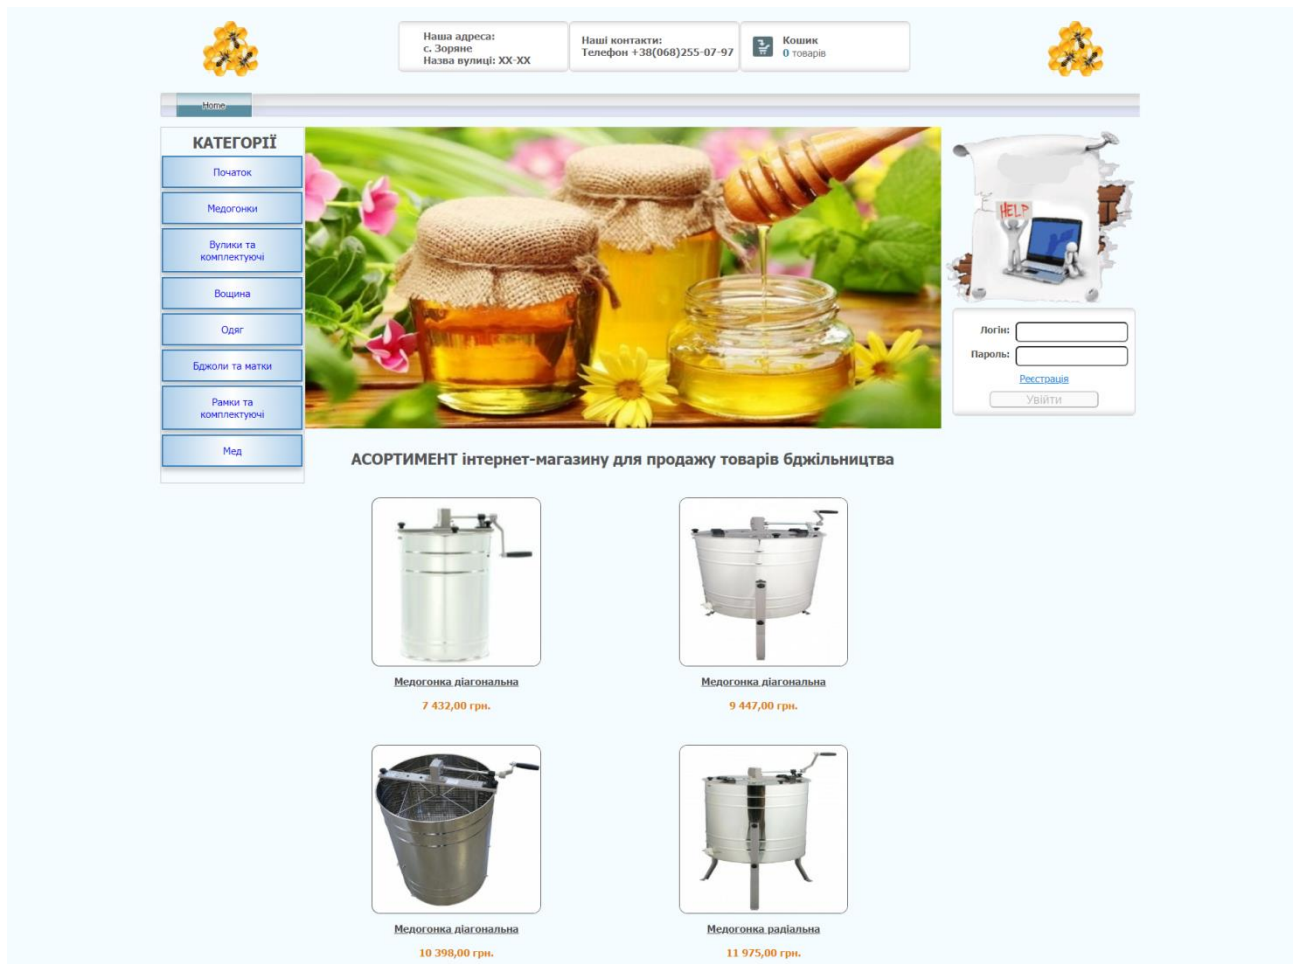 Наша адреса:
с. Зоряне
Назва вулиці: XX-XX
Наші контакти:
Телефон +38(068)255-07-97
Кошик
0 товарів
Home
КАТЕГОРІЇ
Початок
Медогонки
Вулики та
комплектуючі
Вощина
Одяг
Бджоли та матки
Рамки та
комплектуючі
Мед
HELP
Логін:
Пароль:
Реєстрація
Увійти
АСОРТИМЕНТ інтернет-магазину для продажу товарів бджільництва
Медогонка діагональна
7 432,00 грн.
Медогонка діагональна
9 447,00 грн.
Медогонка діагональна
10 398,00 грн.
Медогонка радіальна
11 975,00 грн.